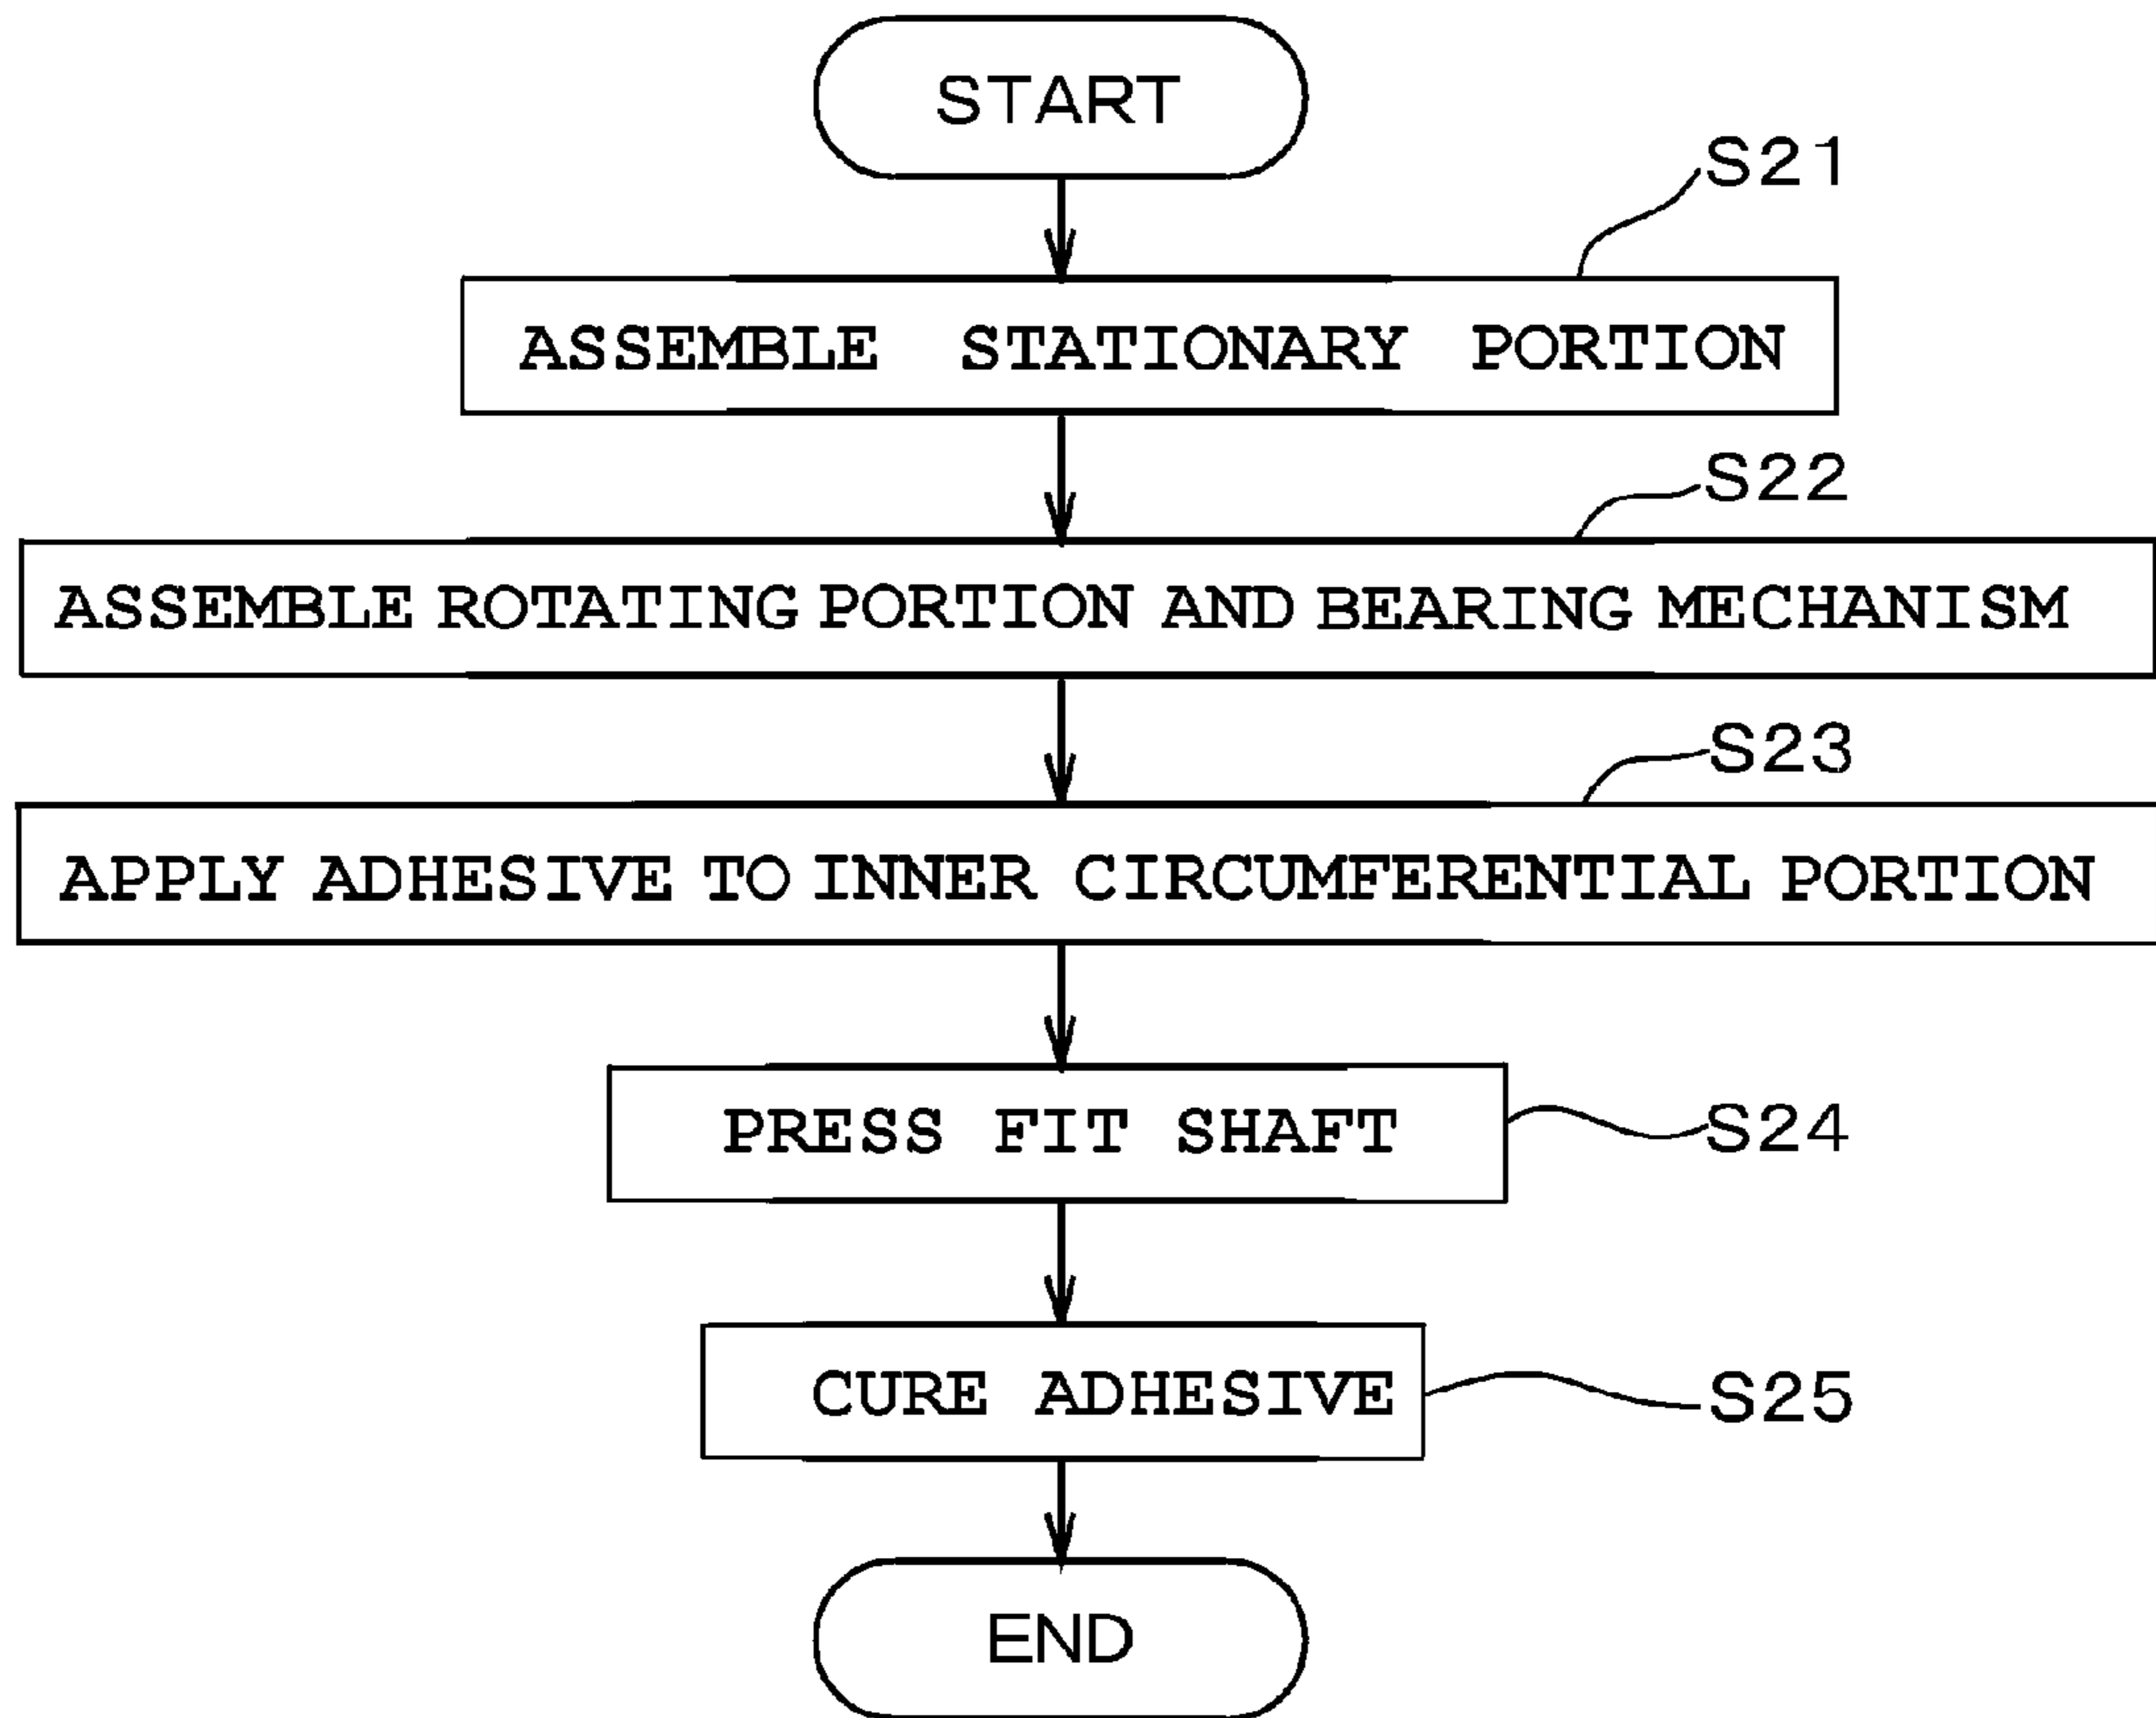 START
S21
ASSEMBLE STATIONARY PORTION
S22
ASSEMBLE ROTATING PORTION AND BEARING MECHANISM
S23
APPLY ADHESIVE TO INNER CIRCUMFERENTIAL PORTION
PRESS FIT SHAFT
S24
CURE ADHESIVE
S25
END